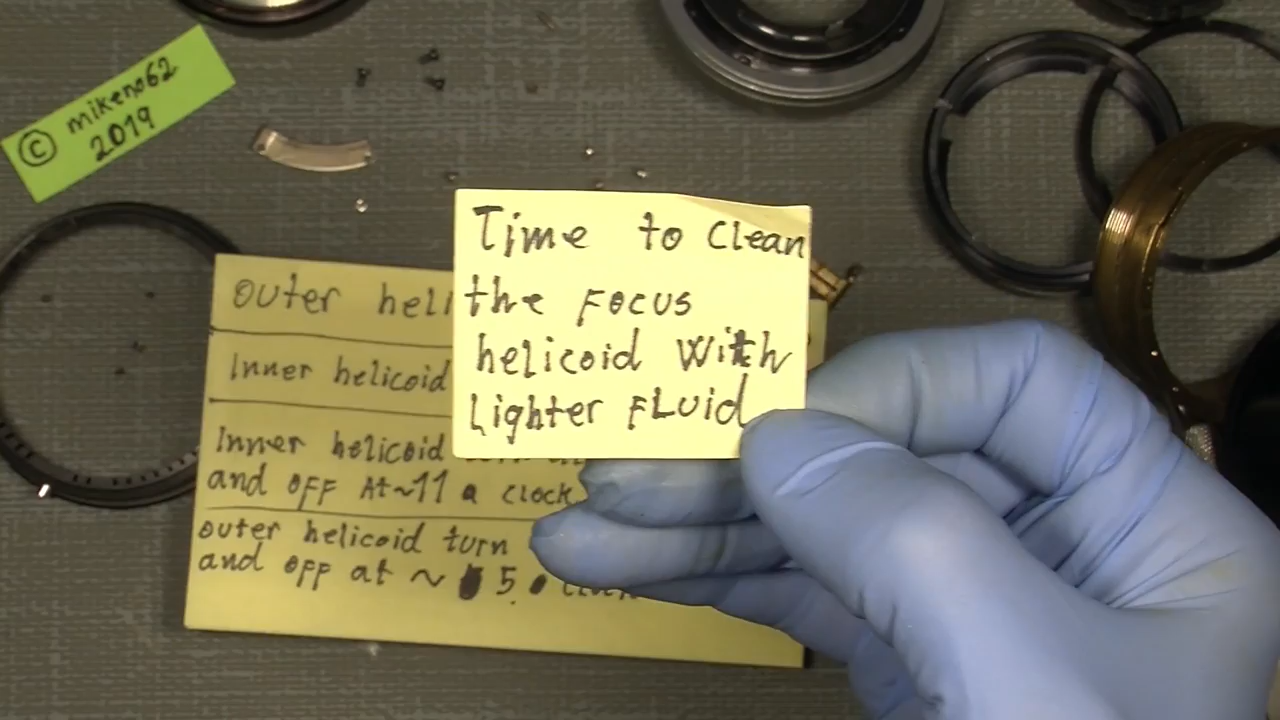 © mikeno62
2019
Time to Clean
the Focus
helicoid With
Lighter FLuid
outer heli
Inner helicoid
Inner helicoid
and OFF At ~11 a clock
outer helicoid turn
and off at ~ 5.